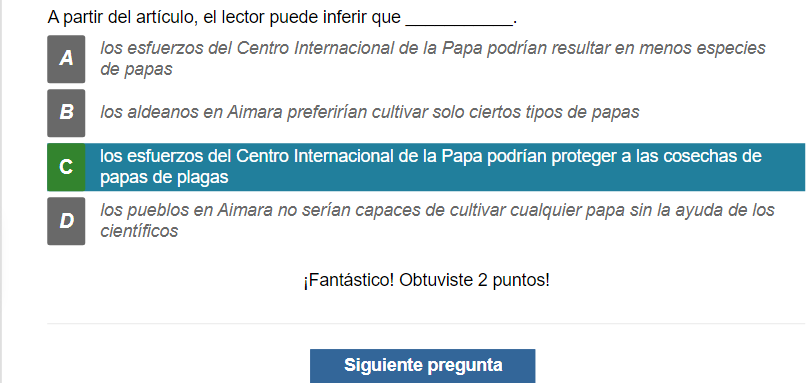 A partir del artículo, el lector puede inferir que ___________.
A los esfuerzos del Centro Internacional de la Papa podrían resultar en menos especies
de papas
B los aldeanos en Aimara preferirían cultivar solo ciertos tipos de papas
C los esfuerzos del Centro Internacional de la Papa podrían proteger a las cosechas de
papas de plagas
D los pueblos en Aimara no serían capaces de cultivar cualquier papa sin la ayuda de los
científicos
¡Fantástico! Obtuviste 2 puntos!
Siguiente pregunta